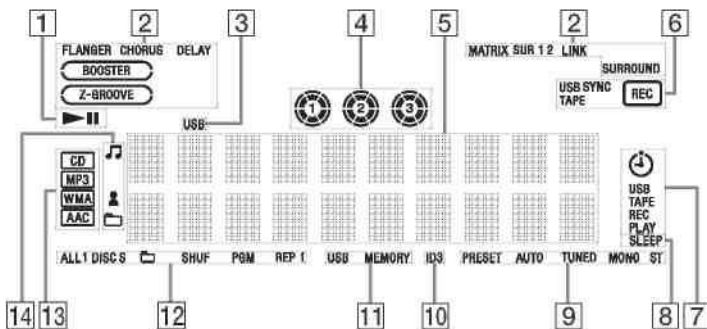 1 2 3 4 5 2 6
FLANGER CHORUS DELAY
MATRIX SUR 1 2 LINK
BOOSTER
SURROUND
Z-GROOVE
USB SYNC
TAPE
REC
1 2 3
USB
CD
MP3
WMA
AAC
USB
TAPE
REC
PLAY
SLEEP
ALL 1 DISC S SHUF PGM REP 1 USB MEMORY ID3 PRESET AUTO TUNED MONO ST
14 13 12 11 10 9 8 7